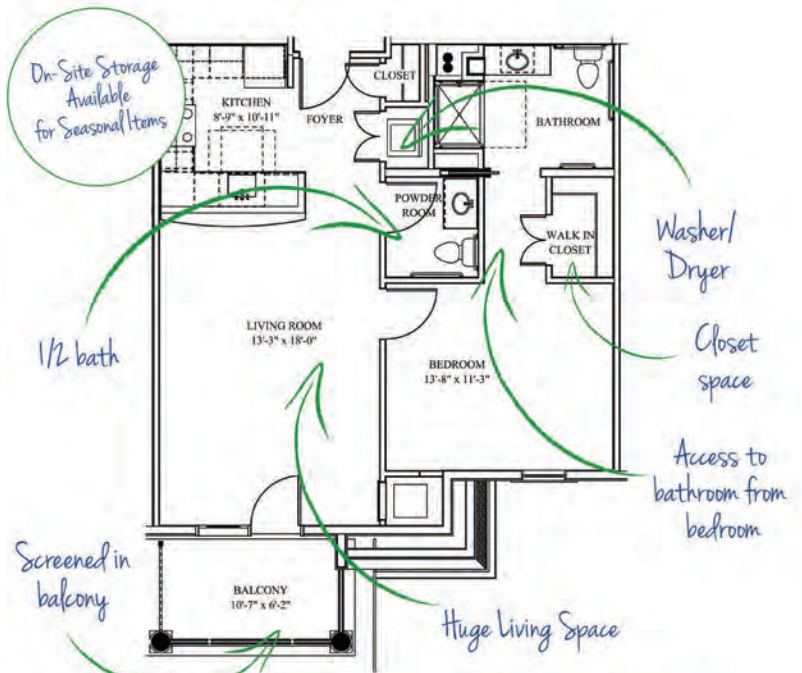 On-Site Storage
Available
for Seasonal Items
KITCHEN
8'-9" x 10'-11"
FOYER
CLOSET
BATHROOM
POWDER
ROOM
WALK IN
CLOSET
Washer/
Dryer
1/2 bath
LIVING ROOM
13'-3" x 18'-0"
BEDROOM
13'-8" x 11'-3"
Closet
space
Access to
bathroom from
bedroom
Screened in
balcony
BALCONY
10'-7" x 6'-2"
Huge Living Space